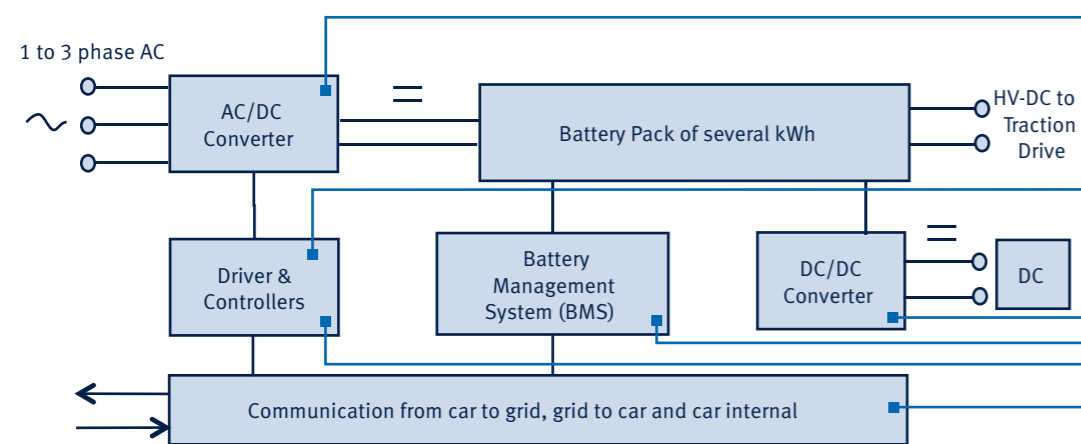 1 to 3 phase AC
AC/DC
Converter
Battery Pack of several kWh
HV-DC to
Traction
Drive
Driver &
Controllers
Battery
Management
System (BMS)
DC/DC
Converter
DC
Communication from car to grid, grid to car and car internal